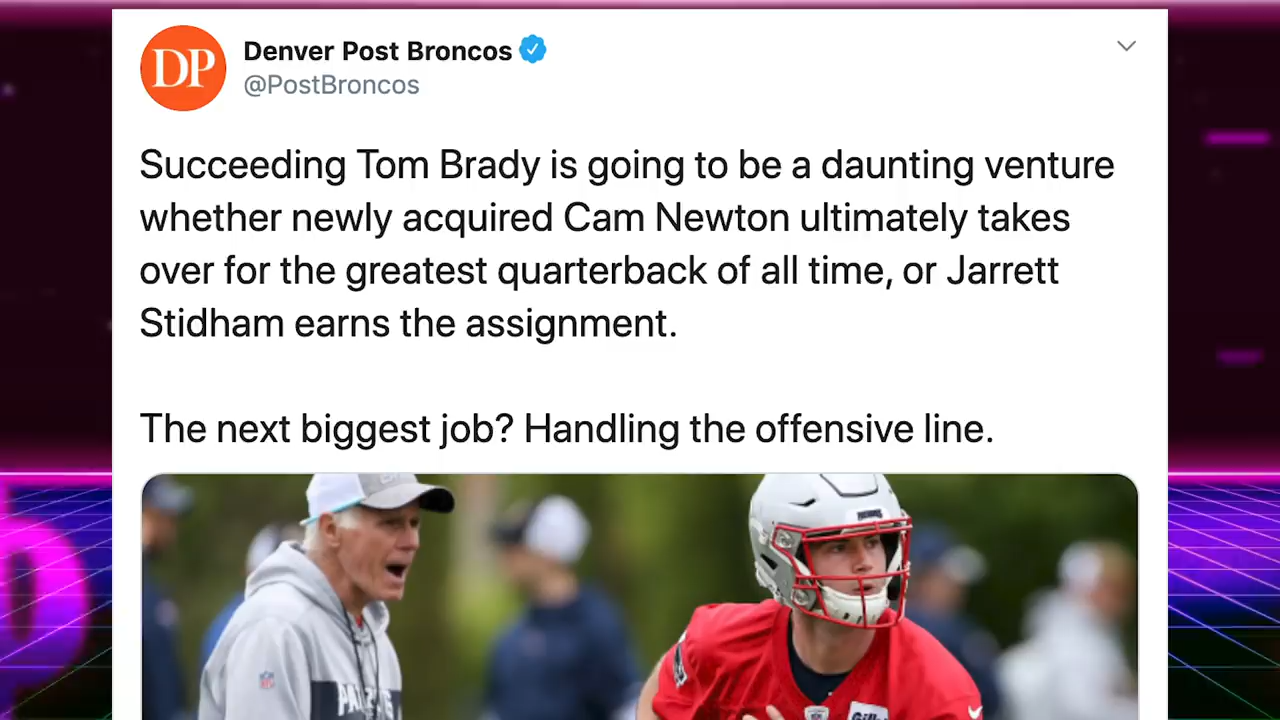 DP
Denver Post Broncos
@PostBroncos
Succeeding Tom Brady is going to be a daunting venture
whether newly acquired Cam Newton ultimately takes
over for the greatest quarterback of all time, or Jarrett
Stidham earns the assignment.
The next biggest job? Handling the offensive line.